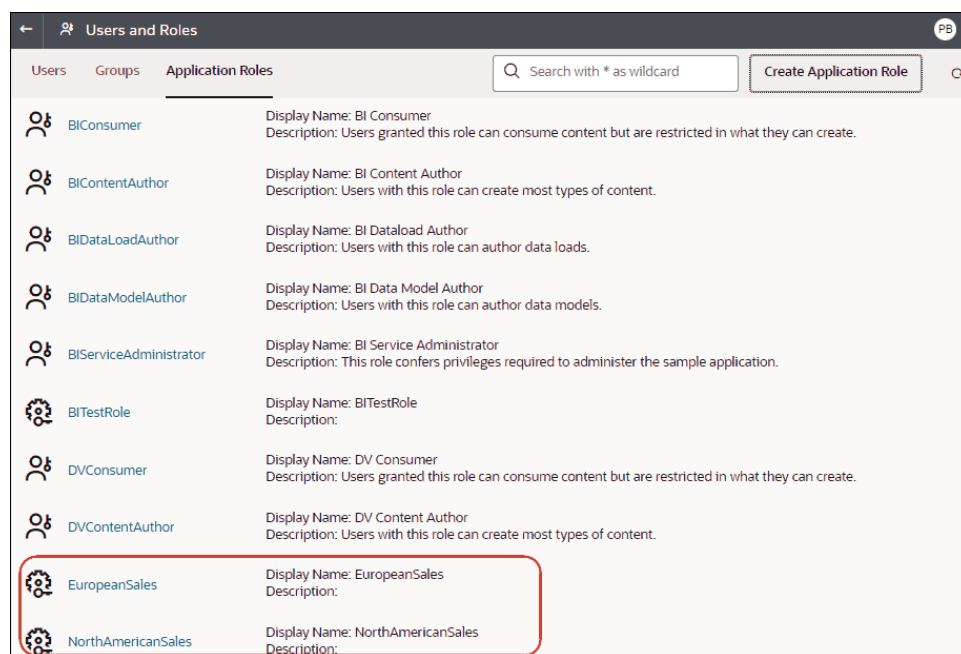 Users and Roles
PB
Users Groups Application Roles Search with * as wildcard Create Application Role
BIConsumer
Display Name: BI Consumer
Description: Users granted this role can consume content but are restricted in what they can create.
BIContentAuthor
Display Name: BI Content Author
Description: Users with this role can create most types of content.
BIDataLoadAuthor
Display Name: BI Dataload Author
Description: Users with this role can author data loads.
BIDataModelAuthor
Display Name: BI Data Model Author
Description: Users with this role can author data models.
BIServiceAdministrator
Display Name: BI Service Administrator
Description: This role confers privileges required to administer the sample application.
BITestRole
Display Name: BITestRole
Description:
DVConsumer
Display Name: DV Consumer
Description: Users granted this role can consume content but are restricted in what they can create.
DVContentAuthor
Display Name: DV Content Author
Description: Users with this role can create most types of content.
EuropeanSales
Display Name: EuropeanSales
Description:
NorthAmericanSales
Display Name: NorthAmericanSales
Description: